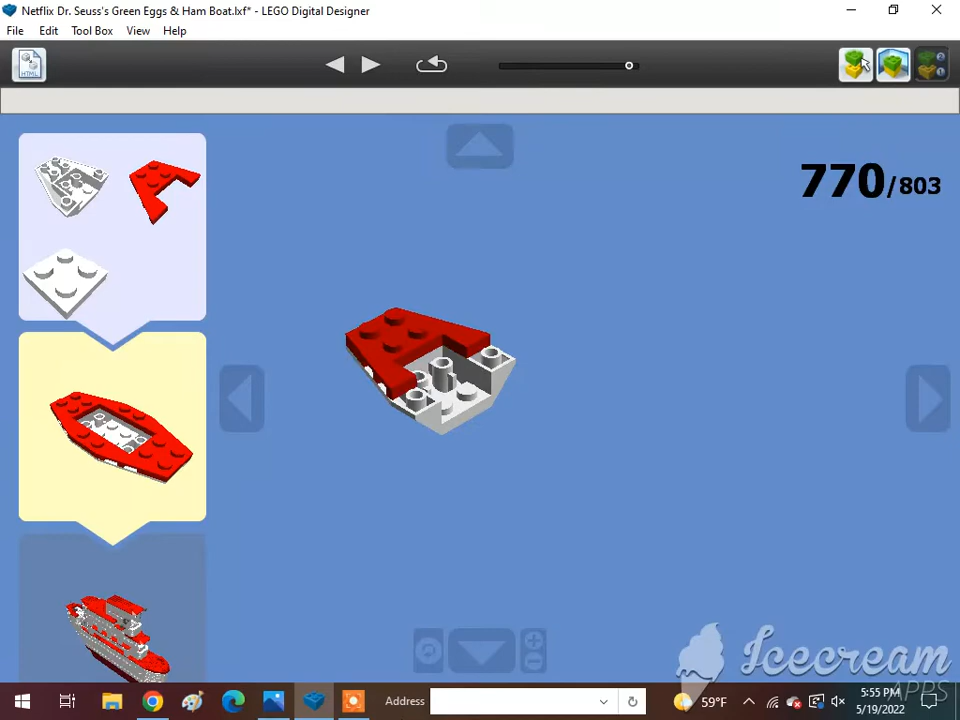 Netflix Dr. Seuss's Green Eggs & Ham Boat.lxf* - LEGO Digital Designer
File Edit Tool Box View Help
HTML
770/803
Icecream
APPS
Address
59°F
5:55 PM
5/19/2022